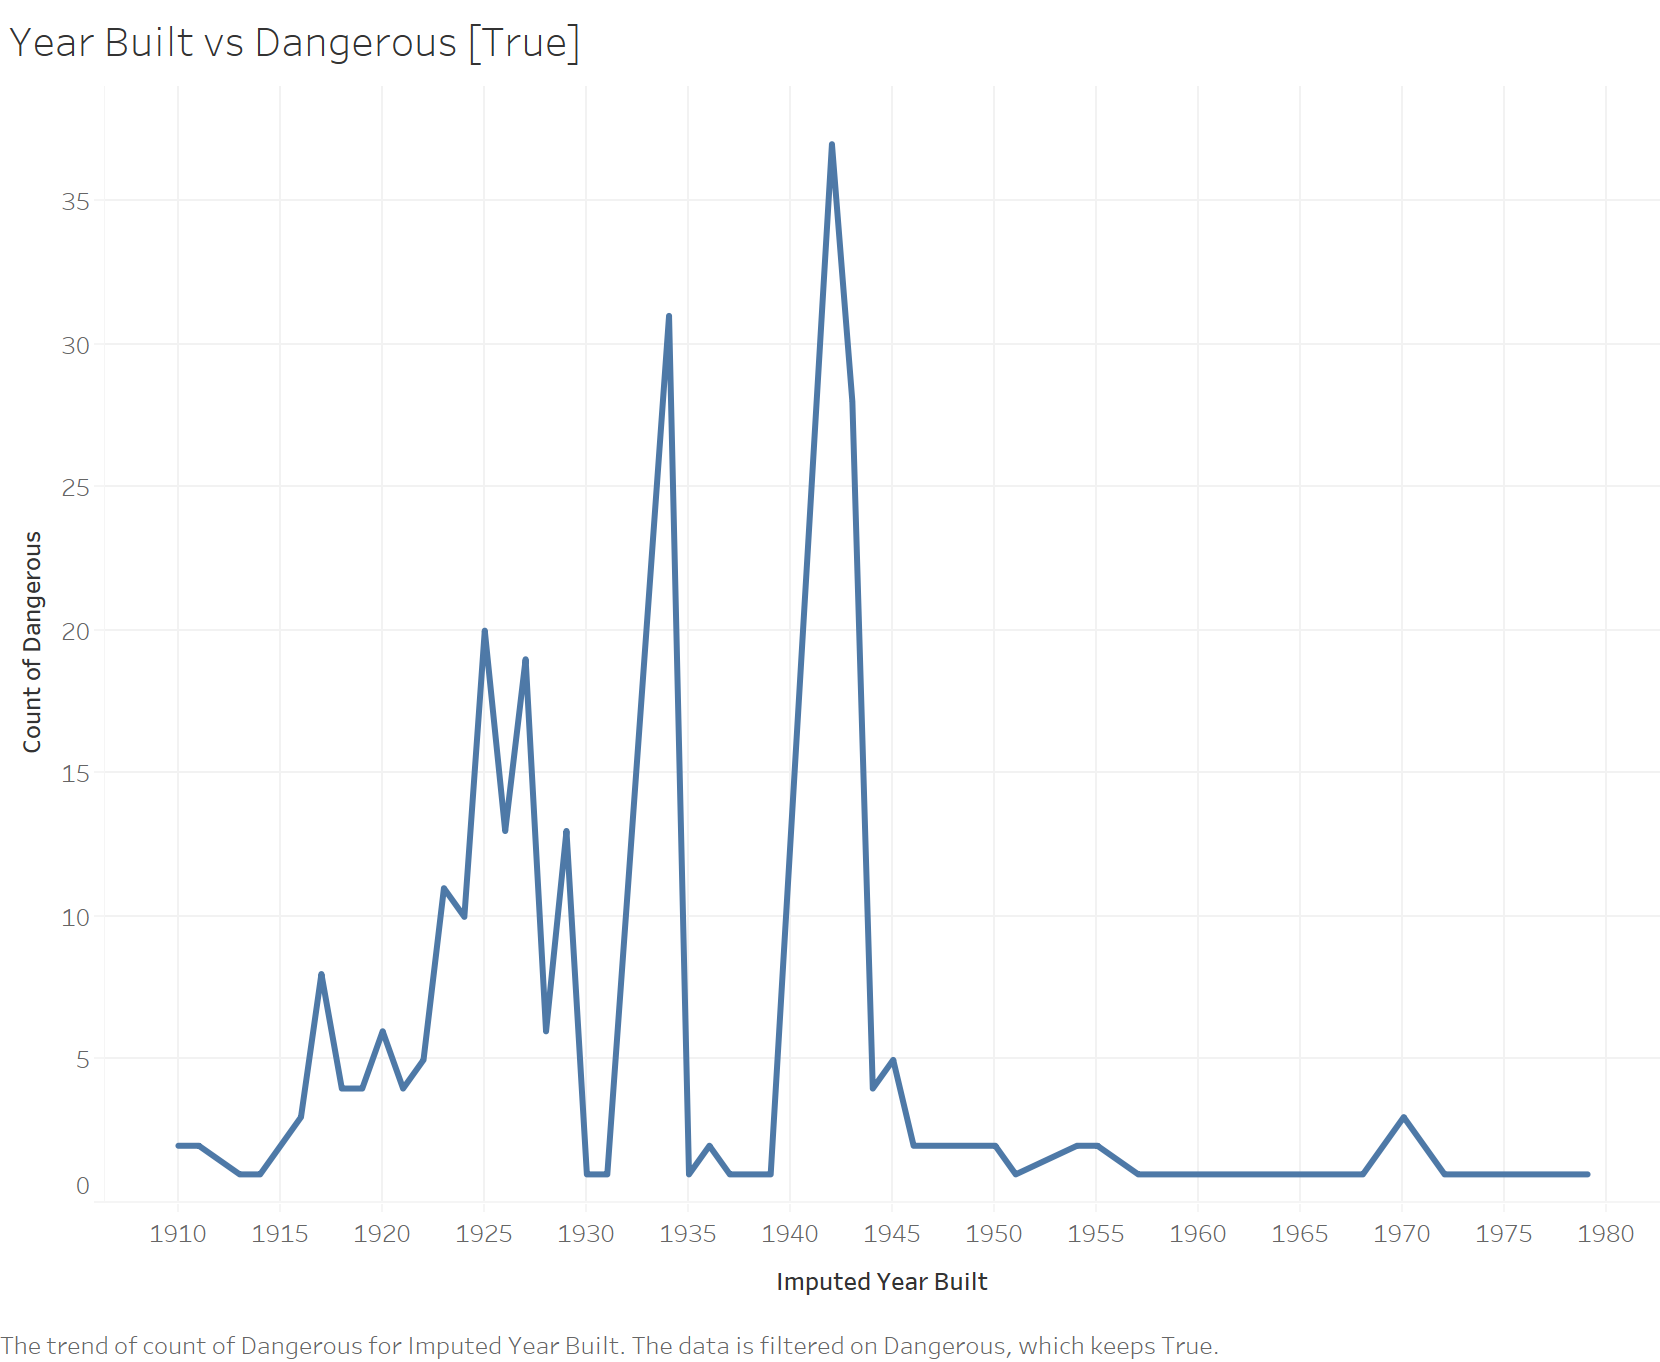 Year Built vs Dangerous [True]
35
30
25
20
15
10
5
0
Count of Dangerous
1910 1915 1920 1925 1930 1935 1940 1945 1950 1955 1960 1965 1970 1975 1980
Imputed Year Built
The trend of count of Dangerous for Imputed Year Built. The data is filtered on Dangerous, which keeps True.